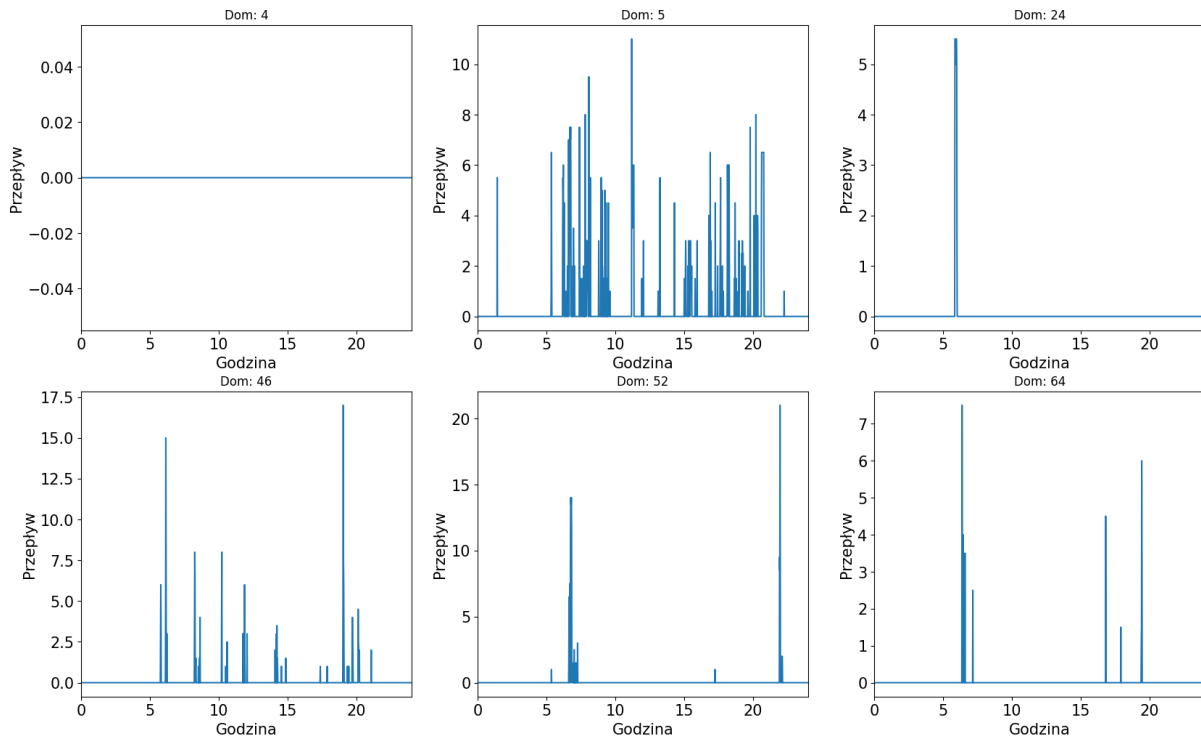 Dom: 4
0.04
0.02
0.00
−0.02
−0.04
Przepływ
0 5 10 15 20
Godzina
Dom: 5
10
8
6
4
2
0
Przepływ
0 5 10 15 20
Godzina
Dom: 24
5
4
3
2
1
0
Przepływ
0 5 10 15 20
Godzina
Dom: 46
17.5
15.0
12.5
10.0
7.5
5.0
2.5
0.0
Przepływ
0 5 10 15 20
Godzina
Dom: 52
20
15
10
5
0
Przepływ
0 5 10 15 20
Godzina
Dom: 64
7
6
5
4
3
2
1
0
Przepływ
0 5 10 15 20
Godzina